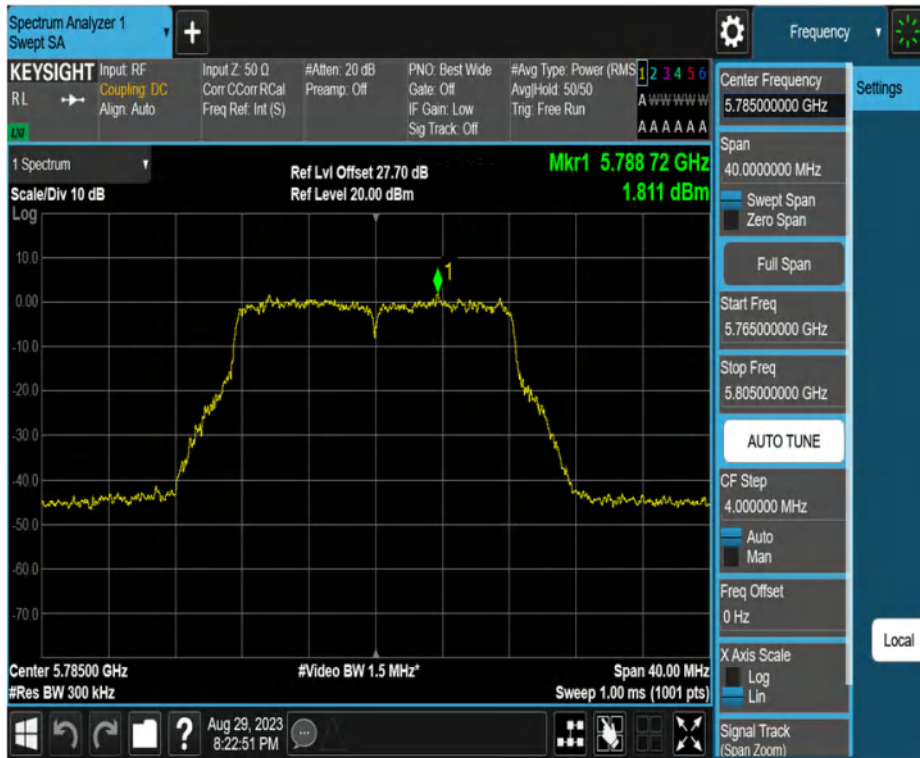 Spectrum Analyzer 1
Swept SA
Frequency
KEYSIGHT
RL
LXI
Input: RF
Coupling: DC
Align: Auto
Input Z: 50 Ω
Corr CCorr RCal
Freq Ref: Int (S)
#Atten: 20 dB
Preamp: Off
PNO: Best Wide
Gate: Off
IF Gain: Low
Sig Track: Off
#Avg Type: Power (RMS
Avg|Hold: 50/50
Trig: Free Run
1 2 3 4 5 6
A W W W W W
A A A A A A
1 Spectrum
Scale/Div 10 dB
Log
Ref Lvl Offset 27.70 dB
Ref Level 20.00 dBm
Mkr1 5.788 72 GHz
1.811 dBm
1
10.0
0.00
-10.0
-20.0
-30.0
-40.0
-50.0
-60.0
-70.0
Center 5.78500 GHz
#Res BW 300 kHz
#Video BW 1.5 MHz*
Span 40.00 MHz
Sweep 1.00 ms (1001 pts)
?
Aug 29, 2023
8:22:51 PM
Center Frequency
5.785000000 GHz
Span
40.0000000 MHz
Swept Span
Zero Span
Full Span
Start Freq
5.765000000 GHz
Stop Freq
5.805000000 GHz
AUTO TUNE
CF Step
4.000000 MHz
Auto
Man
Freq Offset
0 Hz
X Axis Scale
Log
Lin
Signal Track
(Span Zoom)
Settings
Local